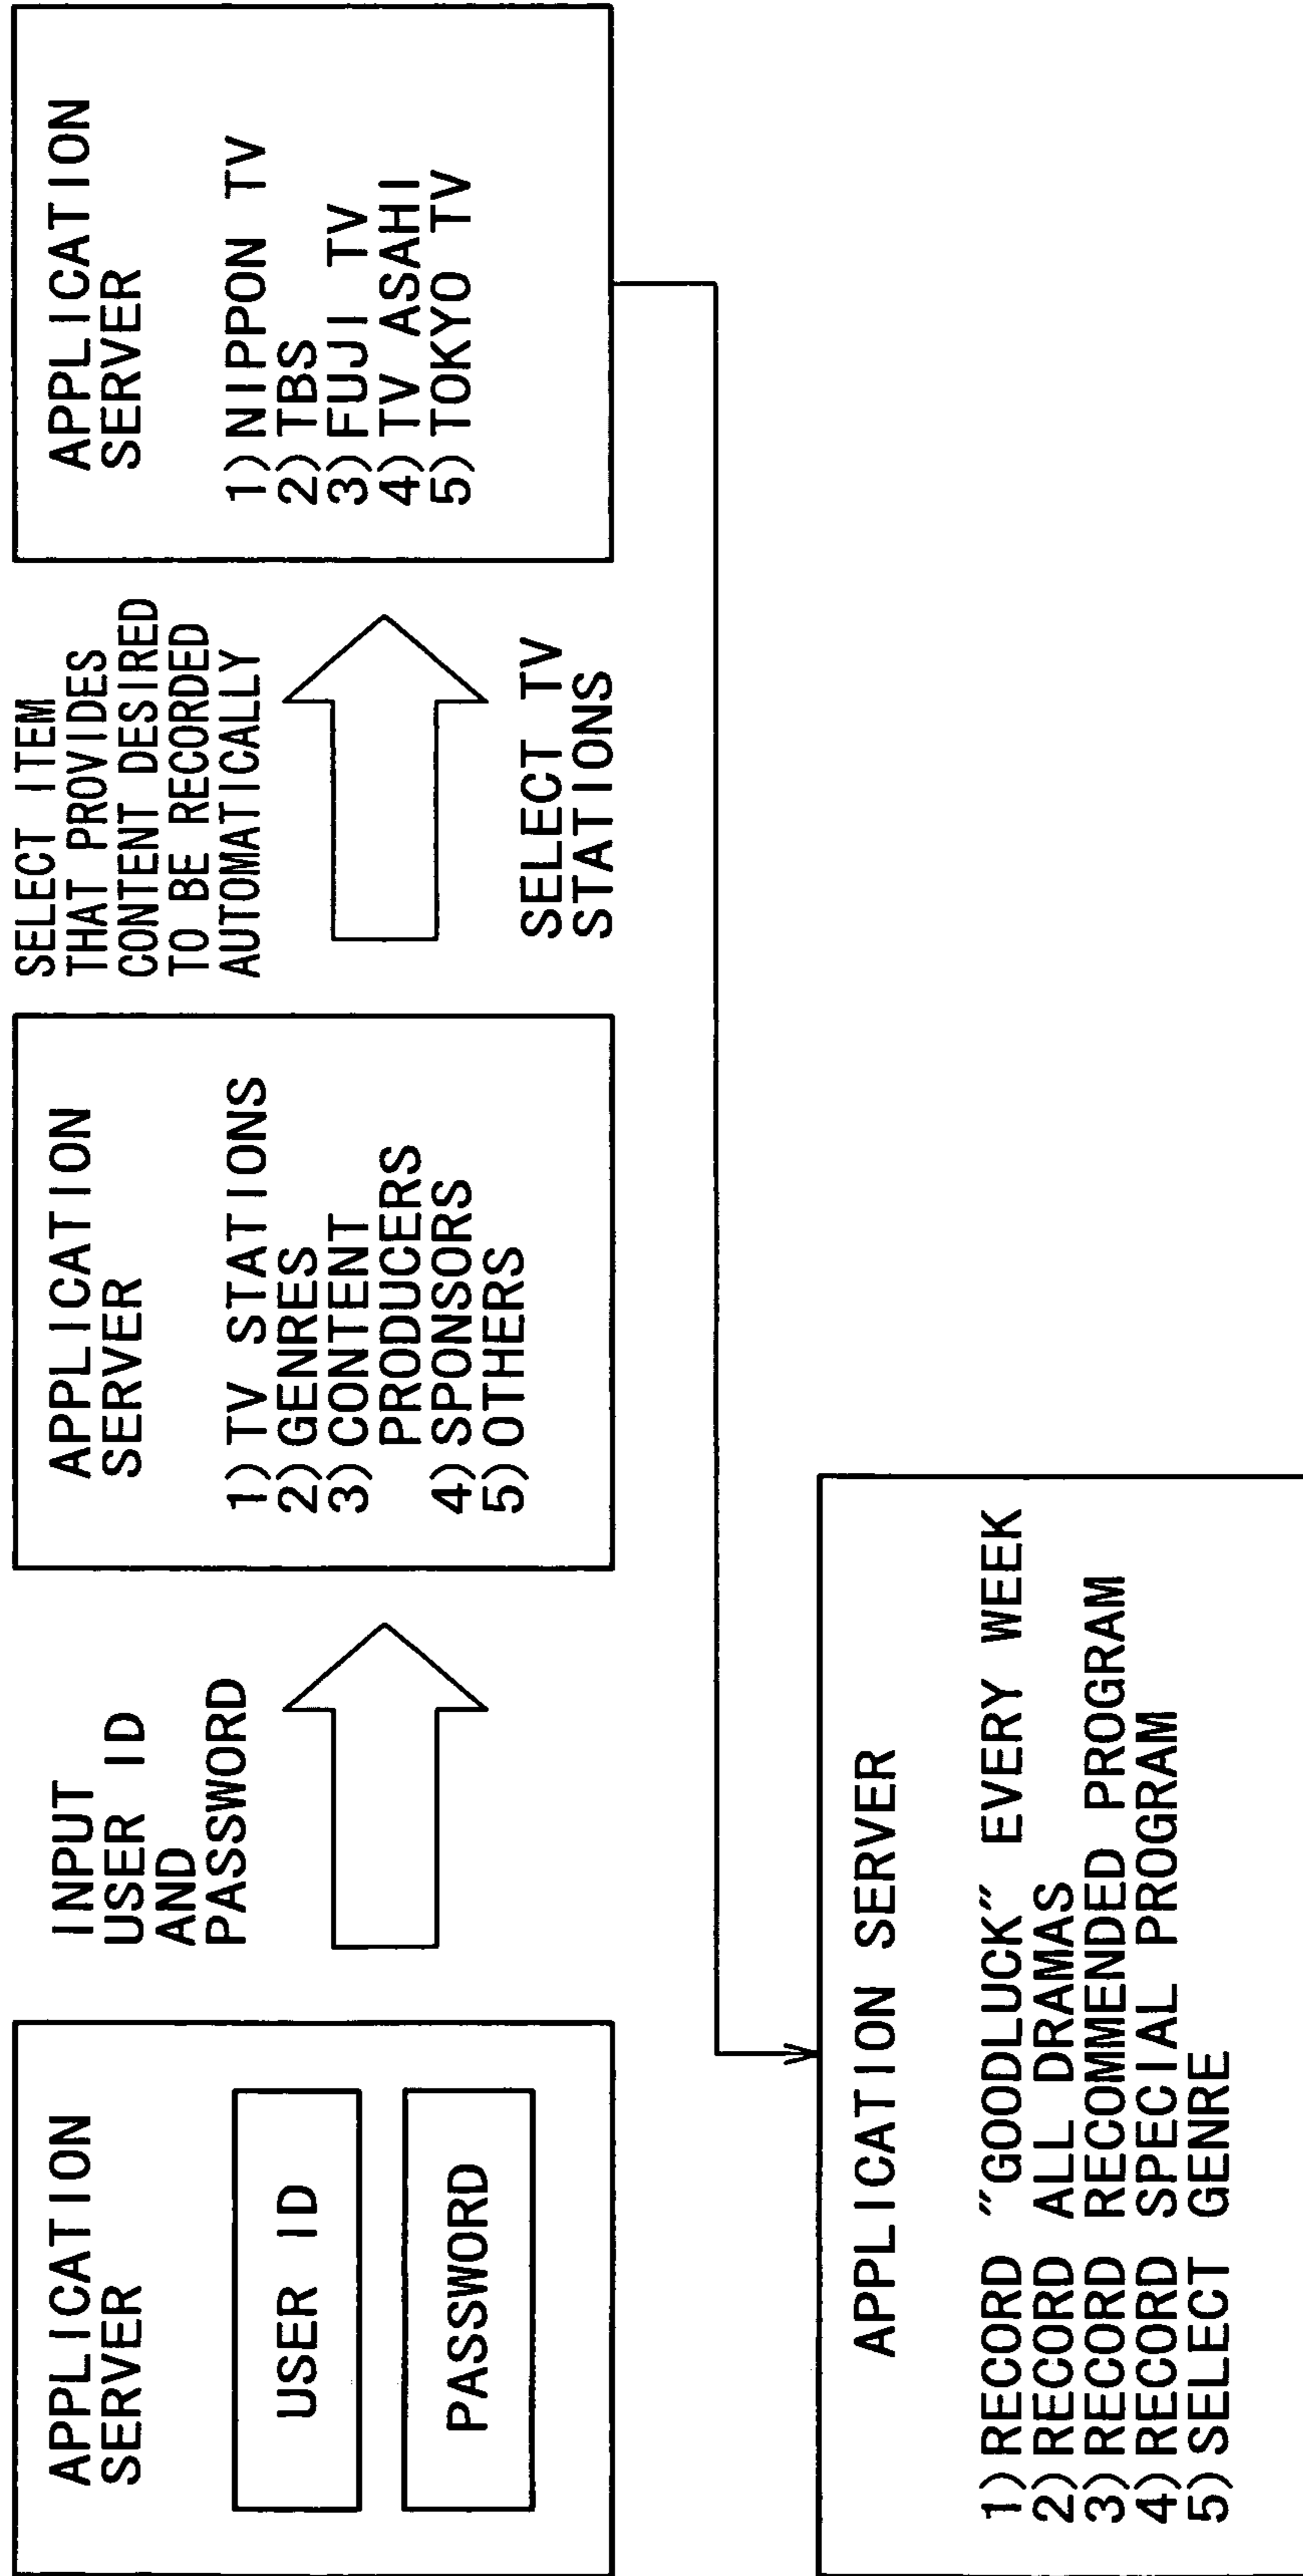 APPLICATION
SERVER
USER ID
PASSWORD
INPUT
USER ID
AND
PASSWORD
APPLICATION
SERVER
1) TV STATIONS
2) GENRES
3) CONTENT
PRODUCERS
4) SPONSORS
5) OTHERS
SELECT ITEM
THAT PROVIDES
CONTENT DESIRED
TO BE RECORDED
AUTOMATICALLY
SELECT TV
STATIONS
APPLICATION
SERVER
1) NIPPON TV
2) TBS
3) FUJI TV
4) TV ASAHI
5) TOKYO TV
APPLICATION SERVER
1) RECORD "GOODLUCK" EVERY WEEK
2) RECORD ALL DRAMAS
3) RECORD RECOMMENDED PROGRAM
4) RECORD SPECIAL PROGRAM
5) SELECT GENRE